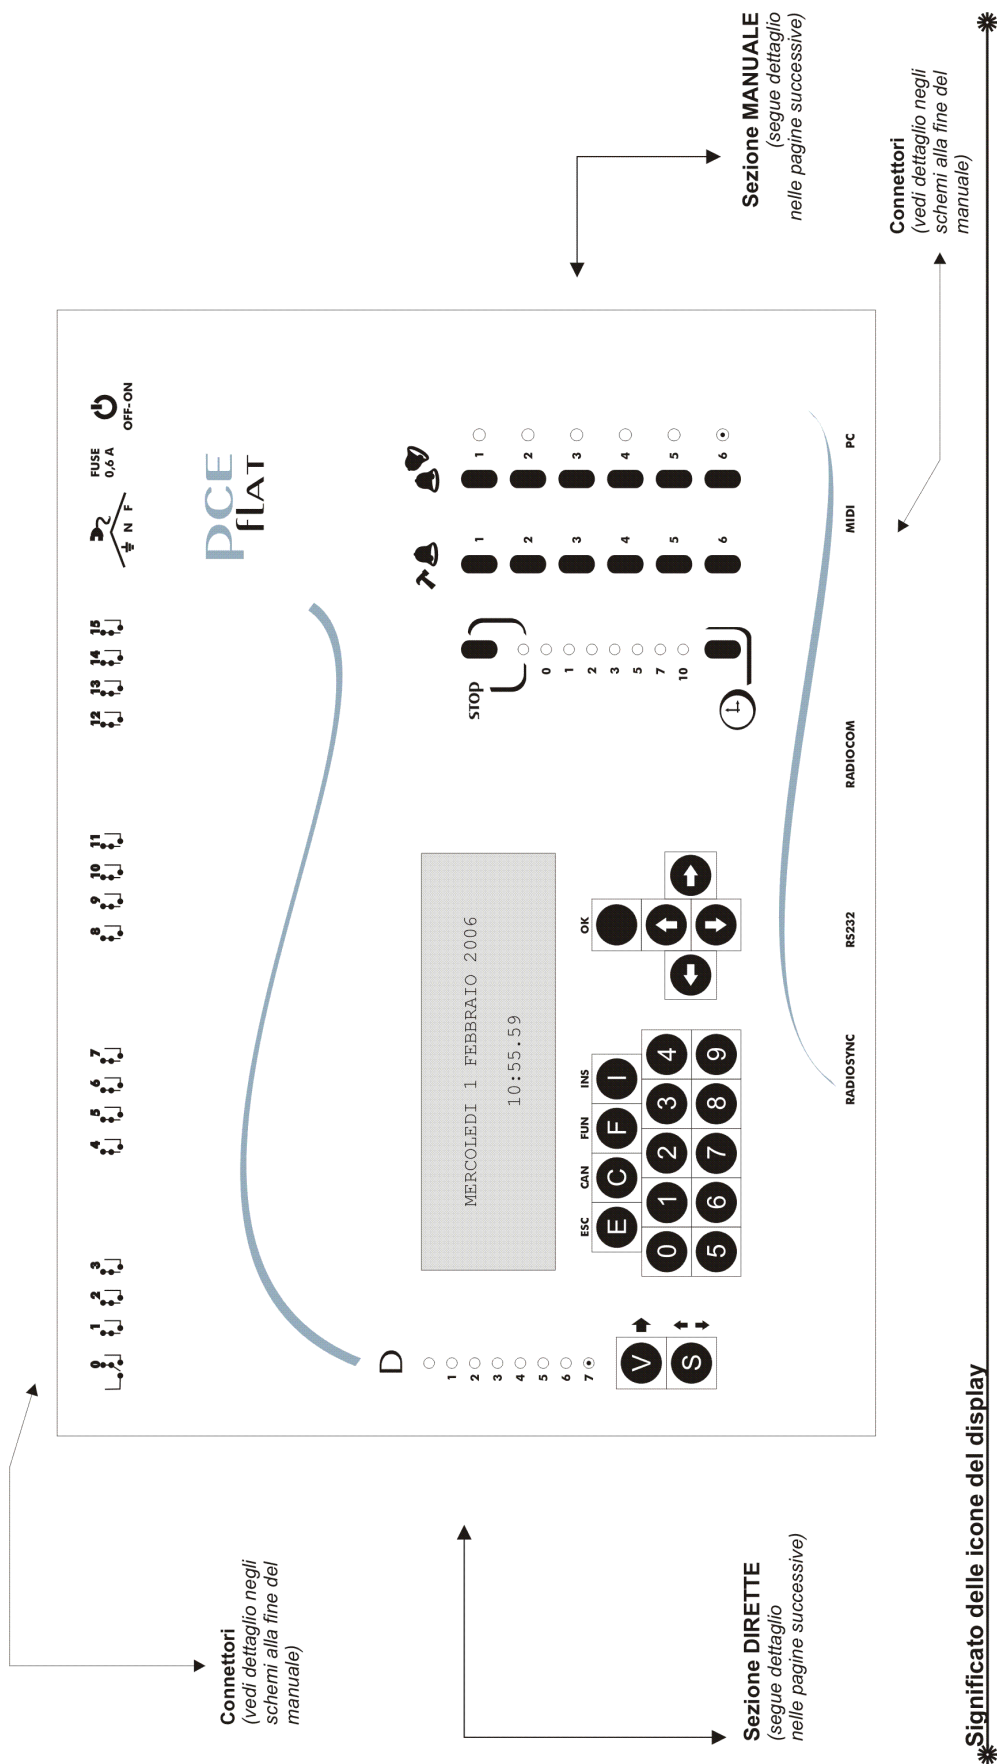 Connettori
(vedi dettaglio negli
schemi alla fine del
manuale)
0 1 2 3
4 5 6 7
8 9 10 11
12 13 14 15
N F
FUSE
0,6 A
OFF-ON
PCE
flAT
D
1
2
3
4
5
6
7
V
S
MERCOLEDI 1 FEBBRAIO 2006
10:55.59
ESC CAN FUN INS
E C F I
0 1 2 3 4
5 6 7 8 9
OK
STOP
0
1
2
3
5
7
10
1
2
3
4
5
6
1
2
3
4
5
6
RADIOSYNC
RS232
RADIOCOM
MIDI
PC
Sezione DIRETTE
(segue dettaglio
nelle pagine successive)
Sezione MANUALE
(segue dettaglio
nelle pagine successive)
Connettori
(vedi dettaglio negli
schemi alla fine del
manuale)
Significato delle icone del display